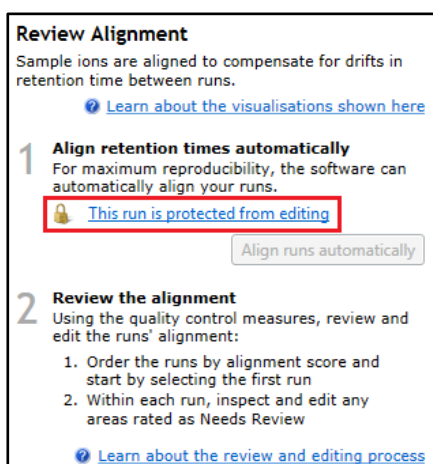 Review Alignment
Sample ions are aligned to compensate for drifts in
retention time between runs.
Learn about the visualisations shown here
1 Align retention times automatically
For maximum reproducibility, the software can
automatically align your runs.
This run is protected from editing
Align runs automatically
2 Review the alignment
Using the quality control measures, review and
edit the runs' alignment:
1. Order the runs by alignment score and
start by selecting the first run
2. Within each run, inspect and edit any
areas rated as Needs Review
Learn about the review and editing process